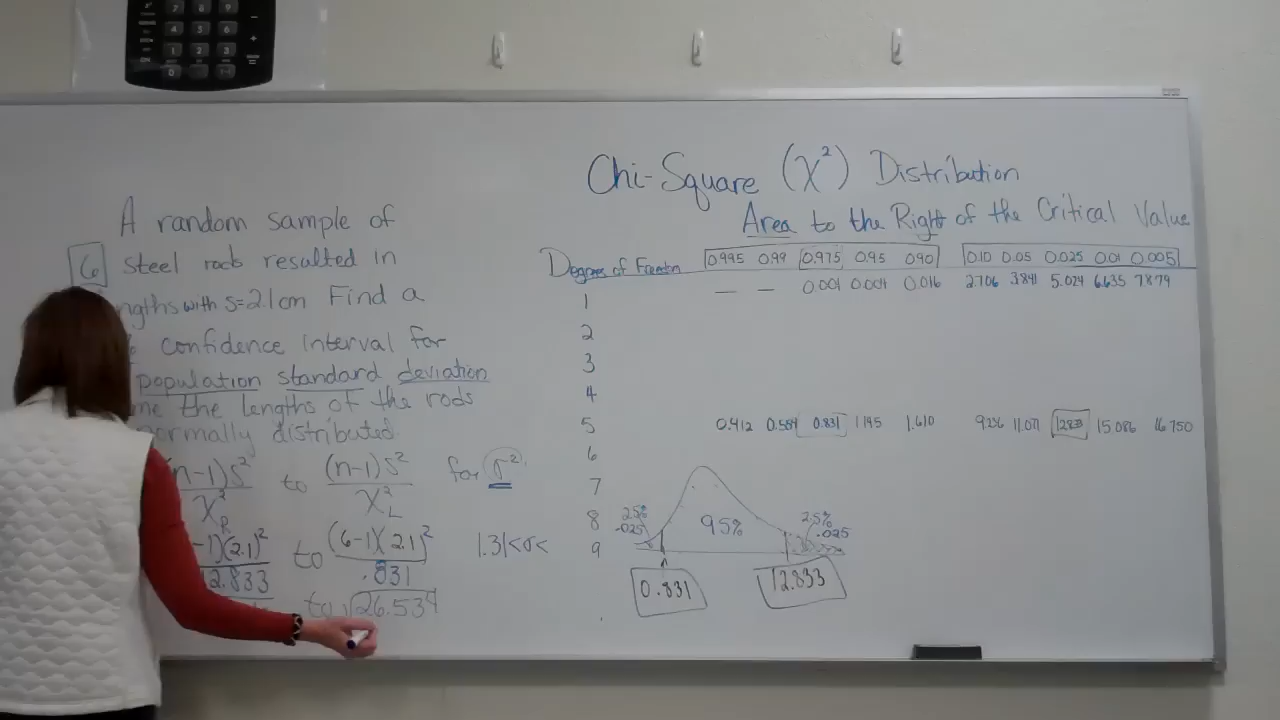 A random sample of
6 steel rods resulted in
ngths with s=2.1cm Find a
confidence interval for
population standard deviation
me the lengths of the rods
normally distributed.
(n-1)s² / χ²R to (n-1)s² / χ²L for σ²
-1)(2.1)² / 12.833 to (6-1)(2.1)² / .831 1.31<σ<
to √26.534
Chi-Square (χ²) Distribution
Area to the Right of the Critical Value
Degrees of Freedom 0.995 0.99 0.975 0.95 0.90 0.10 0.05 0.025 0.01 0.005
1 — — 0.001 0.004 0.016 2.706 3.841 5.024 6.635 7.879
2
3
4
5 0.412 0.554 0.831 1.145 1.610 9.236 11.071 12.833 15.086 16.750
6
7
8
9
2.5% .025 95% 2.5% .025
0.831 12.833